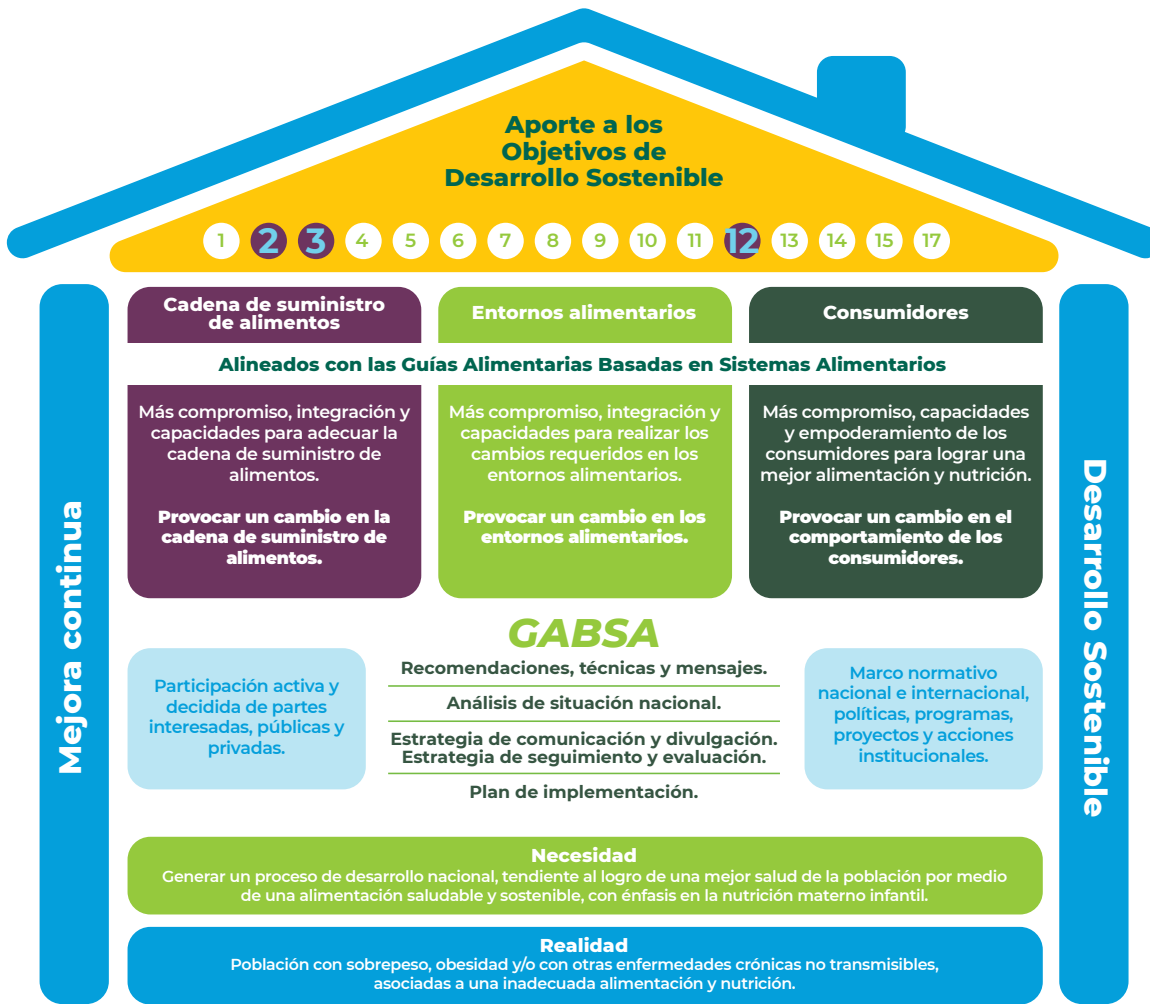 Aporte a los
Objetivos de
Desarrollo Sostenible
1 2 3 4 5 6 7 8 9 10 11 12 13 14 15 17
Mejora continua
Cadena de suministro
de alimentos
Entornos alimentarios
Consumidores
Alineados con las Guías Alimentarias Basadas en Sistemas Alimentarios
Más compromiso, integración y
capacidades para adecuar la
cadena de suministro de
alimentos.
Provocar un cambio en la
cadena de suministro de
alimentos.
Más compromiso, integración y
capacidades para realizar los
cambios requeridos en los
entornos alimentarios.
Provocar un cambio en los
entornos alimentarios.
Más compromiso, capacidades
y empoderamiento de los
consumidores para lograr una
mejor alimentación y nutrición.
Provocar un cambio en el
comportamiento de los
consumidores.
Desarrollo Sostenible
Participación activa y
decidida de partes
interesadas, públicas y
privadas.
GABSA
Recomendaciones, técnicas y mensajes.
Análisis de situación nacional.
Estrategia de comunicación y divulgación.
Estrategia de seguimiento y evaluación.
Plan de implementación.
Marco normativo
nacional e internacional,
políticas, programas,
proyectos y acciones
institucionales.
Necesidad
Generar un proceso de desarrollo nacional, tendiente al logro de una mejor salud de la población por medio
de una alimentación saludable y sostenible, con énfasis en la nutrición materno infantil.
Realidad
Población con sobrepeso, obesidad y/o con otras enfermedades crónicas no transmisibles,
asociadas a una inadecuada alimentación y nutrición.